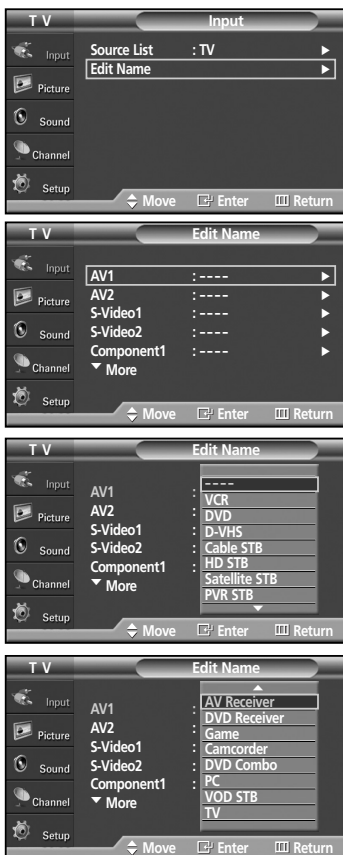 T V Input
Input Source List : TV ►
Edit Name ►
Picture
Sound
Channel
Setup
Move Enter Return
T V Edit Name
Input
AV1 : ---- ►
Picture AV2 : ---- ►
S-Video1 : ---- ►
Sound S-Video2 : ---- ►
Component1 : ---- ►
Channel ▼ More
Setup
Move Enter Return
T V Edit Name
Input
AV1 : ----
VCR
Picture AV2 : DVD
S-Video1 : D-VHS
Sound S-Video2 : Cable STB
Component1 : HD STB
Channel ▼ More Satellite STB
PVR STB
Setup ▼
Move Enter Return
T V Edit Name
▲
Input
AV1 : AV Receiver
DVD Receiver
Picture AV2 : Game
S-Video1 : Camcorder
Sound S-Video2 : DVD Combo
Component1 : PC
Channel ▼ More VOD STB
TV
Setup
Move Enter Return